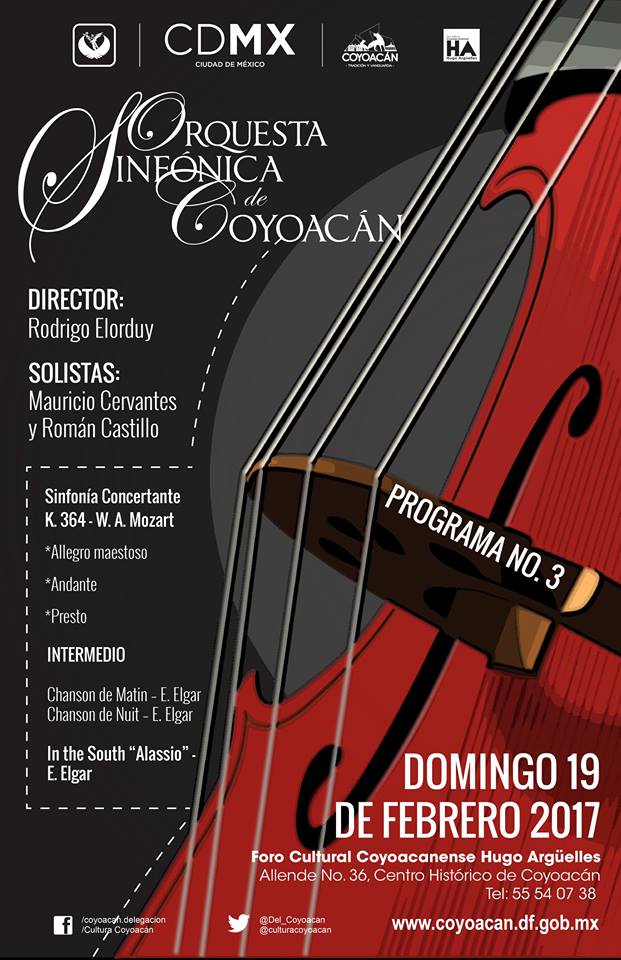 CDMX
CIUDAD DE MÉXICO
COYOACÁN
TRADICIÓN Y VANGUARDIA
HA
Hugo Argüelles
ORQUESTA
SINFÓNICA
de
COYOACÁN
DIRECTOR:
Rodrigo Elorduy
SOLISTAS:
Mauricio Cervantes
y Román Castillo
Sinfonía Concertante
K. 364 - W. A. Mozart
*Allegro maestoso
*Andante
*Presto
INTERMEDIO
Chanson de Matin – E. Elgar
Chanson de Nuit – E. Elgar
In the South “Alassio” -
E. Elgar
PROGRAMA NO. 3
DOMINGO 19
DE FEBRERO 2017
Foro Cultural Coyoacanense Hugo Argüelles
Allende No. 36, Centro Histórico de Coyoacán
Tel: 55 54 07 38
/coyoacan.delegacion
/Cultura Coyoacán
@Del_Coyoacan
@culturacoyoacan
www.coyoacan.df.gob.mx